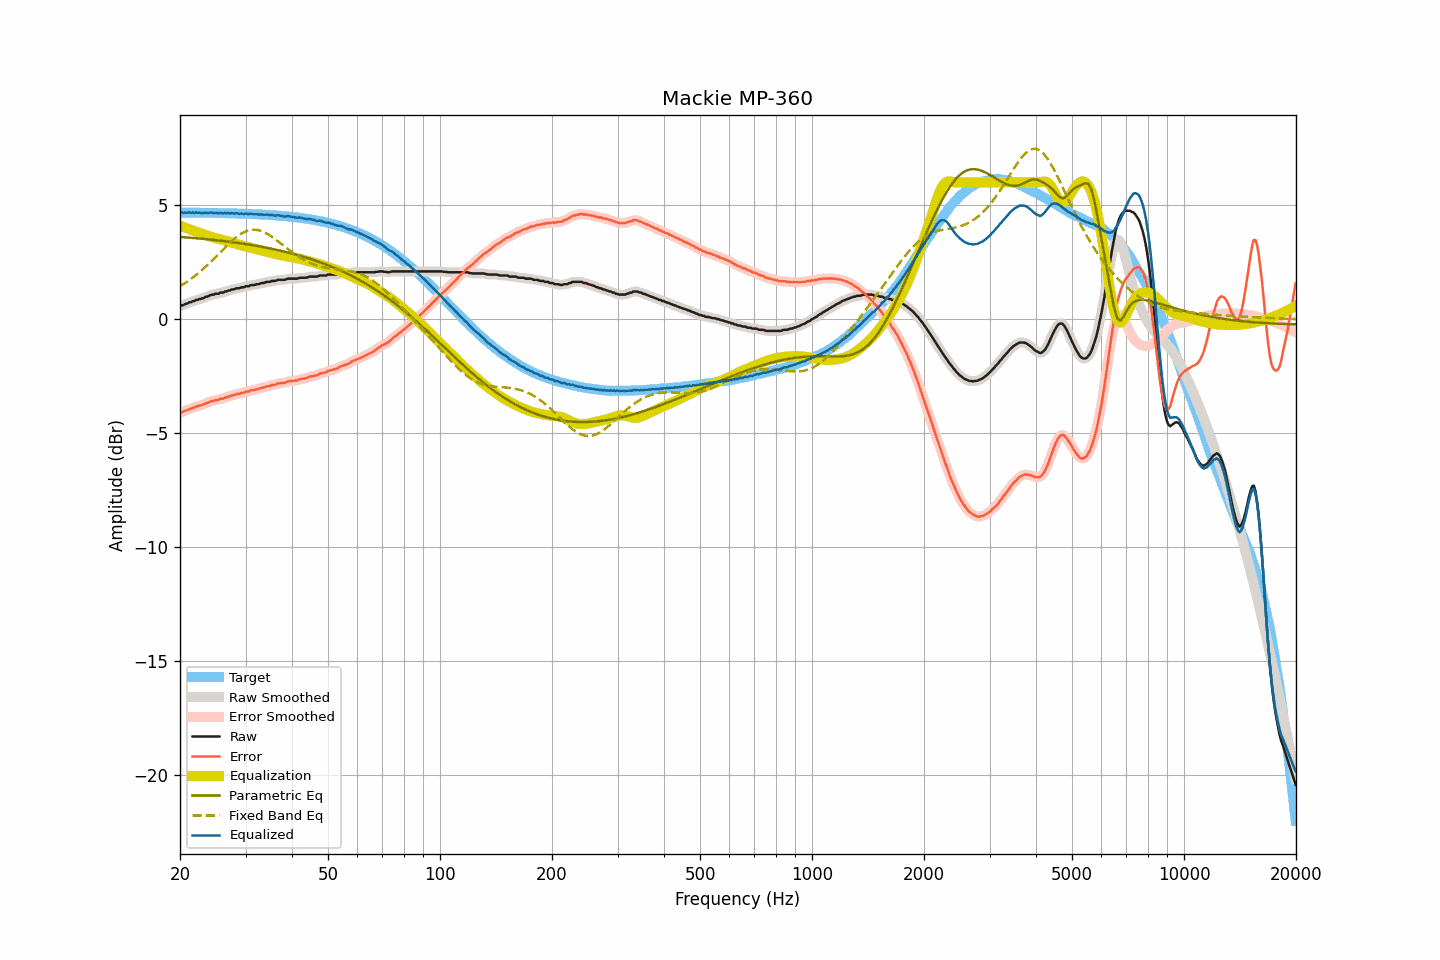 Mackie MP-360
Amplitude (dBr)
5
0
−5
−10
−15
−20
Target
Raw Smoothed
Error Smoothed
Raw
Error
Equalization
Parametric Eq
Fixed Band Eq
Equalized
20 50 100 200 500 1000 2000 5000 10000 20000
Frequency (Hz)